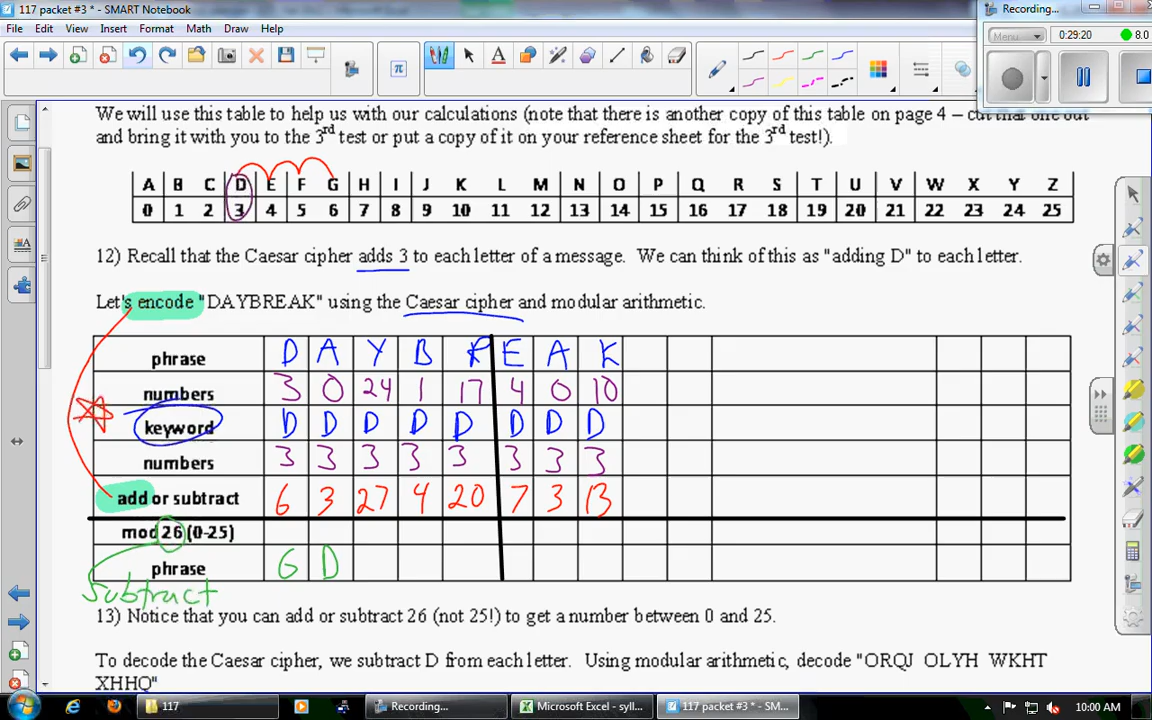 117 packet #3 * - SMART Notebook
Recording...
File Edit View Insert Format Math Draw Help
Menu 0:29:20 8.0
We will use this table to help us with our calculations (note that there is another copy of this table on page 4 – cut that one out
and bring it with you to the 3rd test or put a copy of it on your reference sheet for the 3rd test!).
A B C D E F G H I J K L M N O P Q R S T U V W X Y Z
0 1 2 3 4 5 6 7 8 9 10 11 12 13 14 15 16 17 18 19 20 21 22 23 24 25
12) Recall that the Caesar cipher adds 3 to each letter of a message. We can think of this as "adding D" to each letter.
Let's encode "DAYBREAK" using the Caesar cipher and modular arithmetic.
phrase D A Y B R E A K
numbers 3 0 24 1 17 4 0 10
keyword D D D D D D D D
numbers 3 3 3 3 3 3 3 3
add or subtract 6 3 27 4 20 7 3 13
mod 26 (0-25)
phrase G D
Subtract
13) Notice that you can add or subtract 26 (not 25!) to get a number between 0 and 25.
To decode the Caesar cipher, we subtract D from each letter. Using modular arithmetic, decode "ORQJ OLYH WKHT
XHHQ"
117 Recording... Microsoft Excel - syll... 117 packet #3 * - SM... 10:00 AM